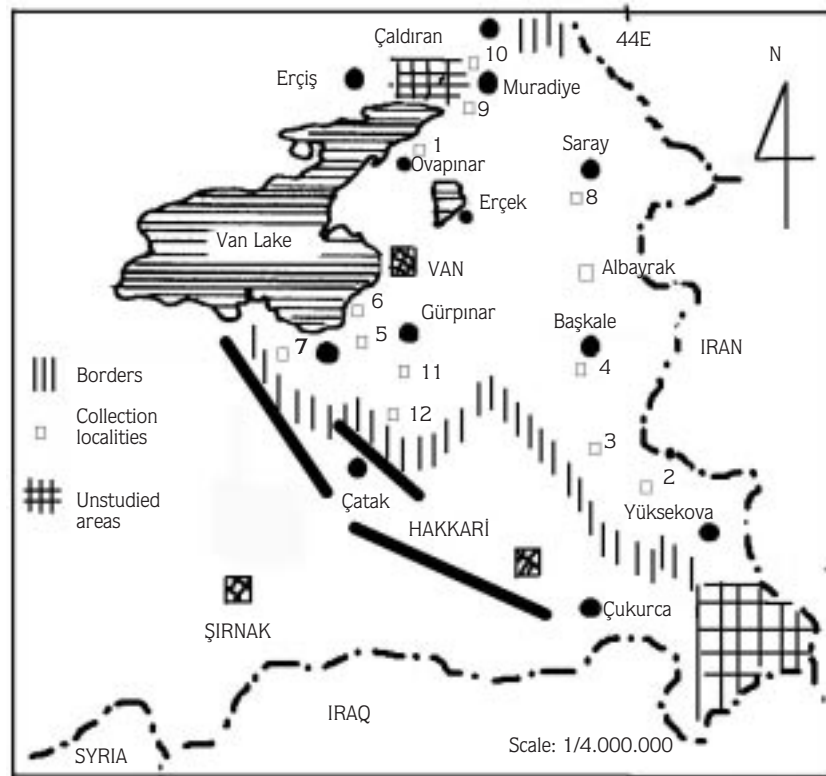 Çaldıran
44E
10
N
Erçiş
Muradiye
9
1
Saray
Ovapınar
8
Erçek
Van Lake
VAN
Albayrak
6
Gürpınar
Başkale
5
7
IRAN
4
11
Borders
12
Collection
localities
3
2
Çatak
Unstudied
areas
Yüksekova
HAKKARİ
Çukurca
ŞIRNAK
IRAQ
Scale: 1/4.000.000
SYRIA